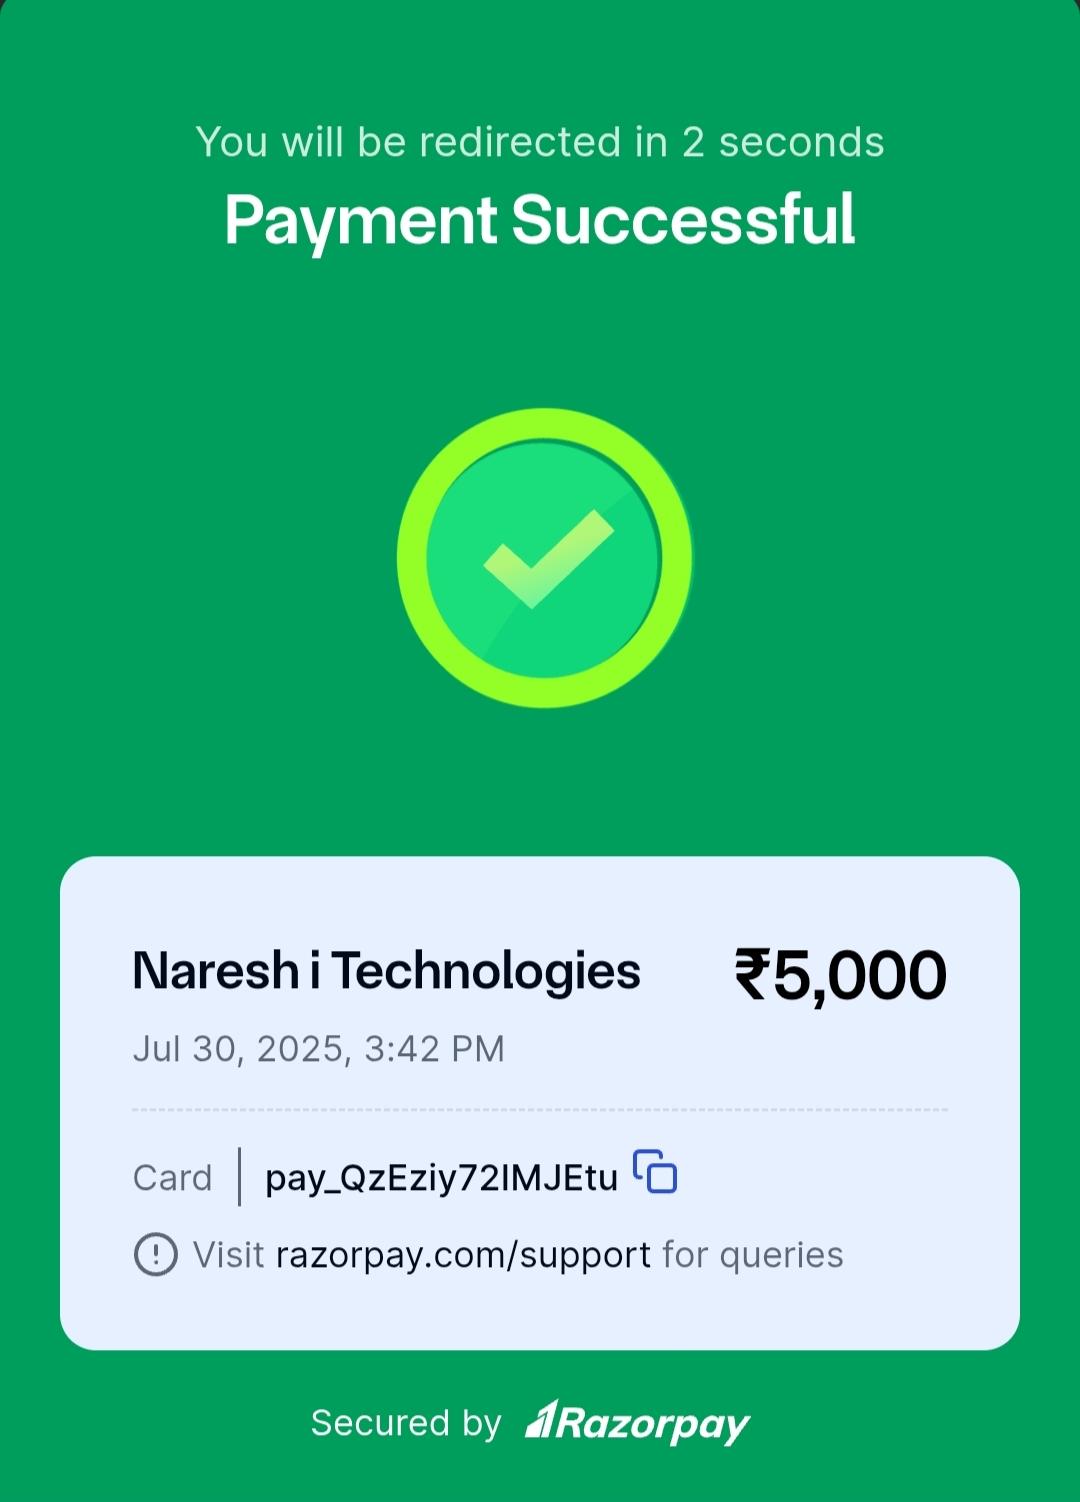 You will be redirected in 2 seconds
Payment Successful
Naresh i Technologies ₹5,000
Jul 30, 2025, 3:42 PM
Card | pay_QzEziy72IMJEtu
Visit razorpay.com/support for queries
Secured by Razorpay